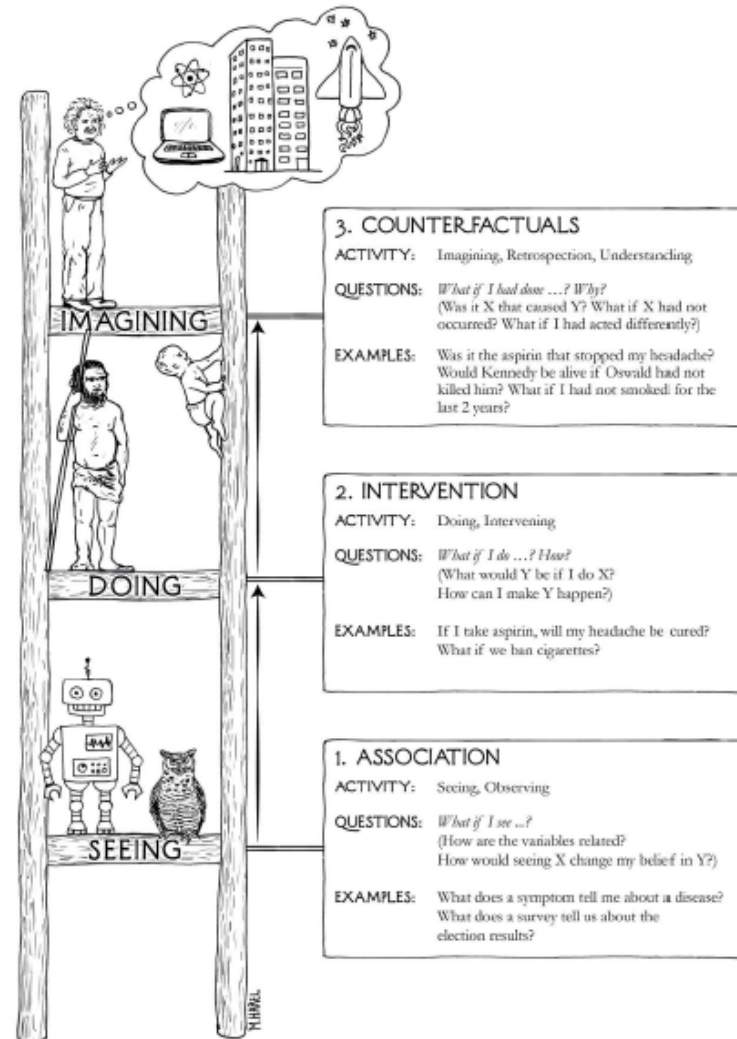 IMAGINING
DOING
SEEING
3. COUNTERFACTUALS
ACTIVITY: Imagining, Retrospection, Understanding
QUESTIONS: What if I had done …? Why?
(Was it X that caused Y? What if X had not
occurred? What if I had acted differently?)
EXAMPLES: Was it the aspirin that stopped my headache?
Would Kennedy be alive if Oswald had not
killed him? What if I had not smoked for the
last 2 years?
2. INTERVENTION
ACTIVITY: Doing, Intervening
QUESTIONS: What if I do …? How?
(What would Y be if I do X?
How can I make Y happen?)
EXAMPLES: If I take aspirin, will my headache be cured?
What if we ban cigarettes?
1. ASSOCIATION
ACTIVITY: Seeing, Observing
QUESTIONS: What if I see ...?
(How are the variables related?
How would seeing X change my belief in Y?)
EXAMPLES: What does a symptom tell me about a disease?
What does a survey tell us about the
election results?
M.HAREL